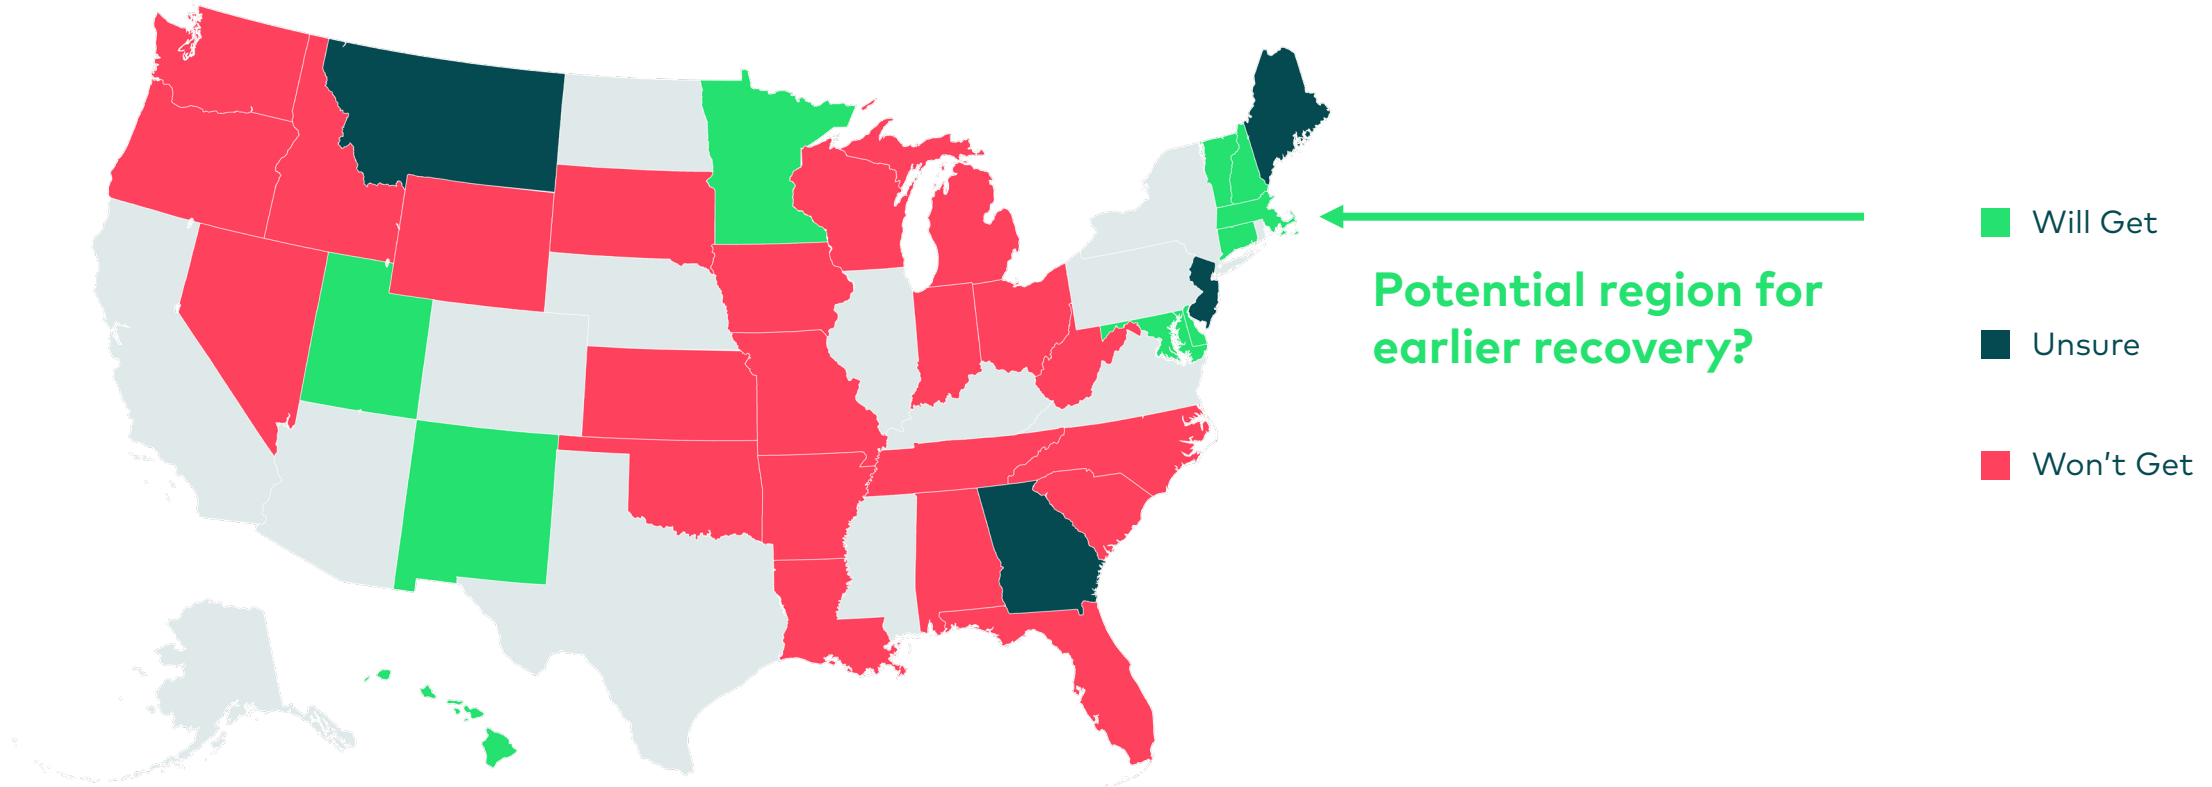 Potential region for
earlier recovery?
Will Get
Unsure
Won't Get